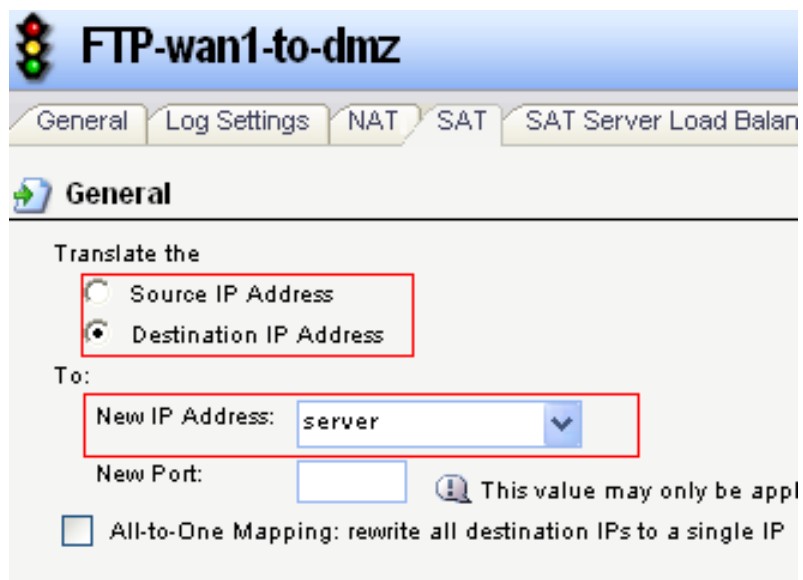 FTP-wan1-to-dmz
General Log Settings NAT SAT SAT Server Load Balan
General
Translate the
Source IP Address
Destination IP Address
To:
New IP Address: server
New Port: This value may only be appl
All-to-One Mapping: rewrite all destination IPs to a single IP